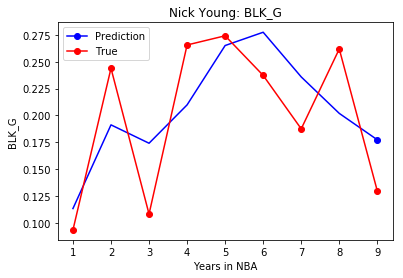 Nick Young: BLK_G
Prediction
True
BLK_G
0.275
0.250
0.225
0.200
0.175
0.150
0.125
0.100
1 2 3 4 5 6 7 8 9
Years in NBA